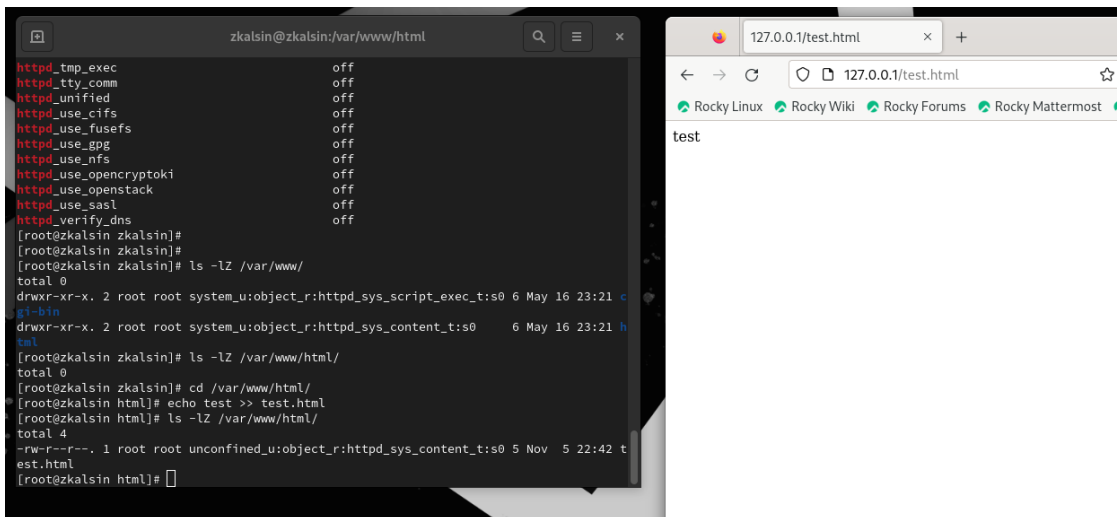 zkalsin@zkalsin:/var/www/html
httpd_tmp_exec off
httpd_tty_comm off
httpd_unified off
httpd_use_cifs off
httpd_use_fusefs off
httpd_use_gpg off
httpd_use_nfs off
httpd_use_opencryptoki off
httpd_use_openstack off
httpd_use_sasl off
httpd_verify_dns off
[root@zkalsin zkalsin]#
[root@zkalsin zkalsin]#
[root@zkalsin zkalsin]# ls -lZ /var/www/
total 0
drwxr-xr-x. 2 root root system_u:object_r:httpd_sys_script_exec_t:s0 6 May 16 23:21 c
gi-bin
drwxr-xr-x. 2 root root system_u:object_r:httpd_sys_content_t:s0 6 May 16 23:21 h
tml
[root@zkalsin zkalsin]# ls -lZ /var/www/html/
total 0
[root@zkalsin zkalsin]# cd /var/www/html/
[root@zkalsin html]# echo test >> test.html
[root@zkalsin html]# ls -lZ /var/www/html/
total 4
-rw-r--r--. 1 root root unconfined_u:object_r:httpd_sys_content_t:s0 5 Nov 5 22:42 t
est.html
[root@zkalsin html]#
127.0.0.1/test.html
127.0.0.1/test.html
Rocky Linux Rocky Wiki Rocky Forums Rocky Mattermost
test